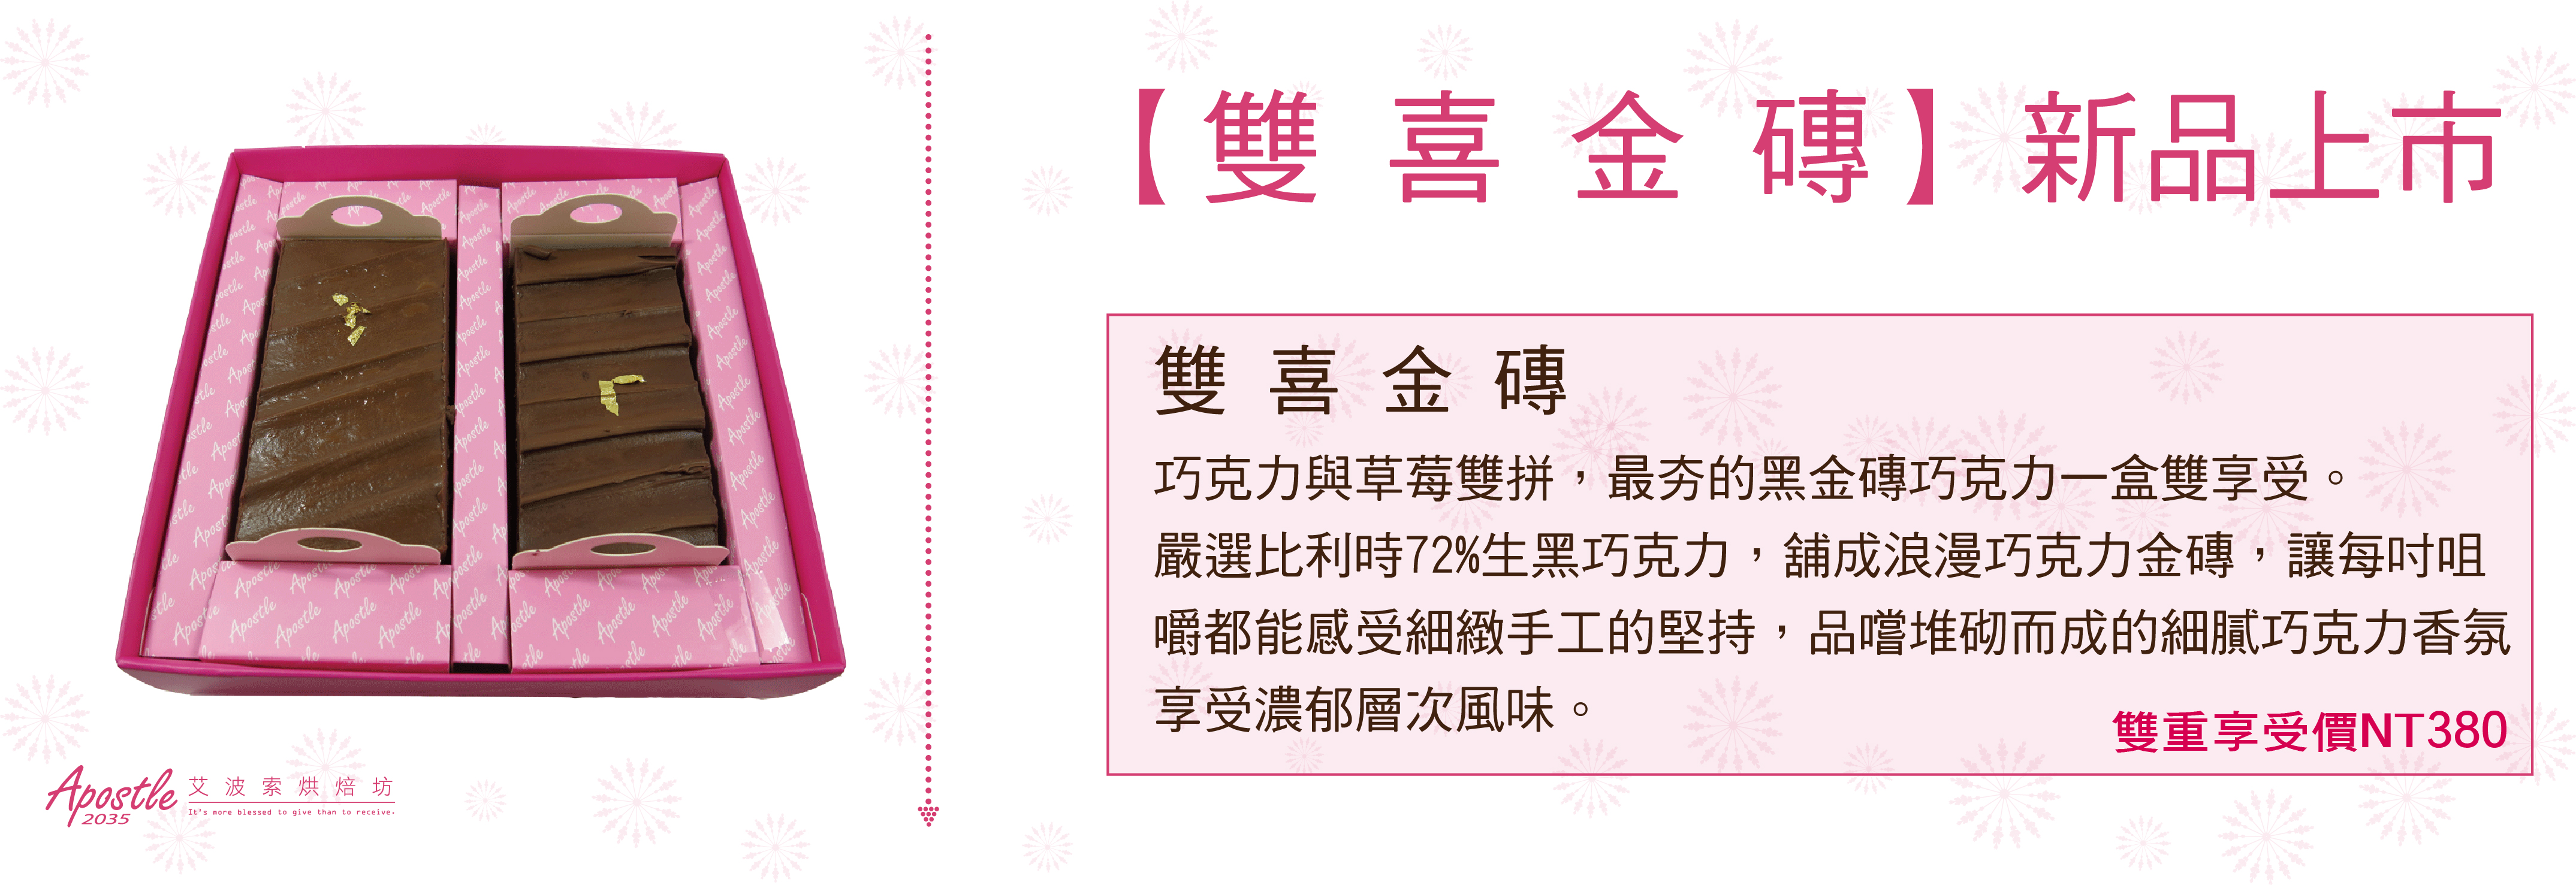 【雙喜金磚】新品上市
雙喜金磚
巧克力與草莓雙拼，最夯的黑金磚巧克力一盒雙享受。
嚴選比利時72%生黑巧克力，舖成浪漫巧克力金磚，讓每吋咀
嚼都能感受細緻手工的堅持，品嚐堆砌而成的細膩巧克力香氛
享受濃郁層次風味。
雙重享受價NT380
Apostle
2035
艾波索烘焙坊
It's more blessed to give than to receive.